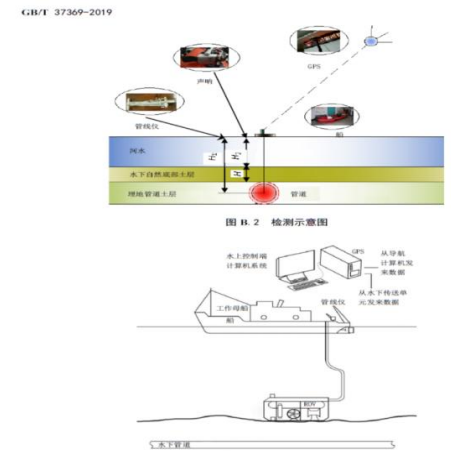 GB/T 37369-2019
GPS
声呐
管线仪
船
河水
H₁
H₂
H
水下自然底部土层
埋地管道土层
管道
图 B.2 检测示意图
水上控制端
计算机系统
GPS
从导航
计算机发
来数据
从水下传送单
元发来数据
管线仪
工作母船
船
ROV
水下管道